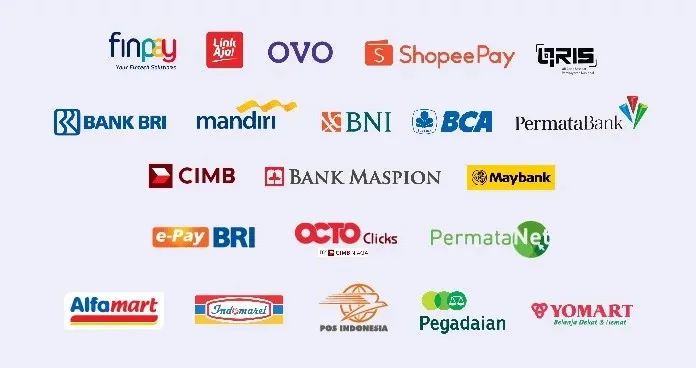 finpay
Your Fintech Solutions
Link
Aja!
OVO
ShopeePay
QRIS
BANK BRI
mandiri
BNI
BCA
PermataBank
CIMB
BANK MASPION
Maybank
e-Pay BRI
OCTO Clicks
BY CIMB NIAGA
PermataNet
Alfamart
Indomaret
POS INDONESIA
Pegadaian
YOMART
Belanja Dekat & Hemat